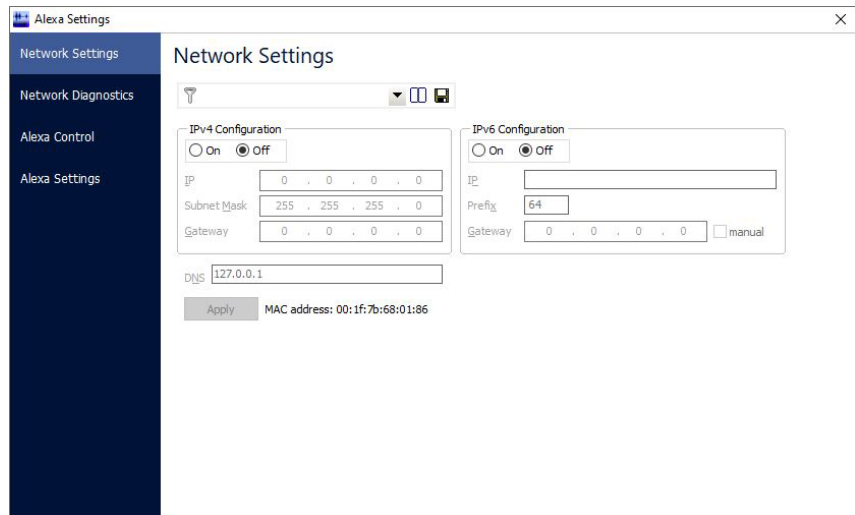 Alexa Settings
Network Settings
Network Diagnostics
Alexa Control
Alexa Settings
Network Settings
IPv4 Configuration
On Off
IP 0 . 0 . 0 . 0
Subnet Mask 255 . 255 . 255 . 0
Gateway 0 . 0 . 0 . 0
IPv6 Configuration
On Off
IP
Prefix 64
Gateway 0 . 0 . 0 . 0 manual
DNS 127.0.0.1
Apply MAC address: 00:1f:7b:68:01:86